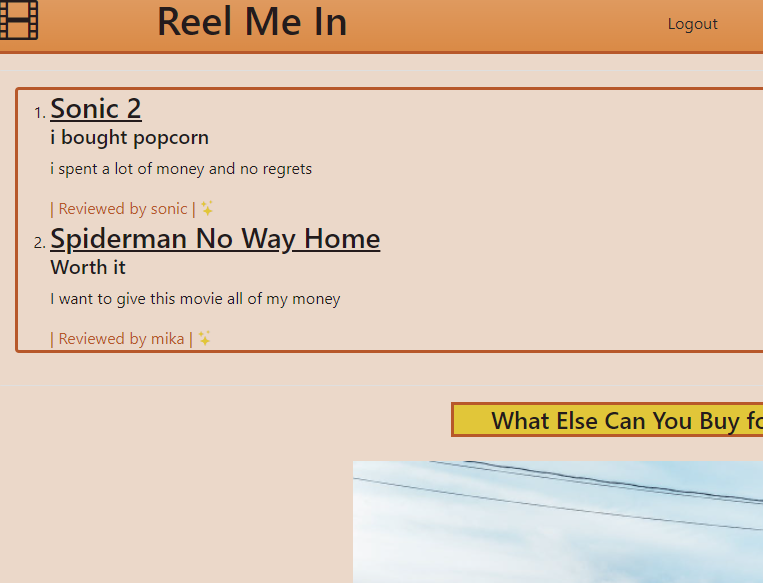 Reel Me In
Logout
1. Sonic 2
i bought popcorn
i spent a lot of money and no regrets
| Reviewed by sonic | ✨
2. Spiderman No Way Home
Worth it
I want to give this movie all of my money
| Reviewed by mika | ✨
What Else Can You Buy